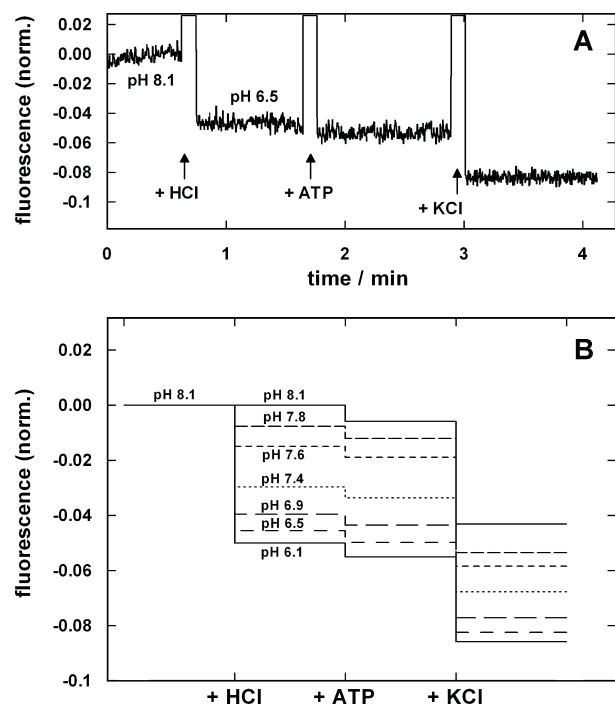 A
0.02
0.00
-0.02
-0.04
-0.06
-0.08
-0.1
fluorescence (norm.)
pH 8.1
pH 6.5
+ HCl
+ ATP
+ KCl
0
1
2
3
4
time / min
B
0.02
0.00
-0.02
-0.04
-0.06
-0.08
-0.1
fluorescence (norm.)
pH 8.1
pH 8.1
pH 7.8
pH 7.6
pH 7.4
pH 6.9
pH 6.5
pH 6.1
+ HCl
+ ATP
+ KCl